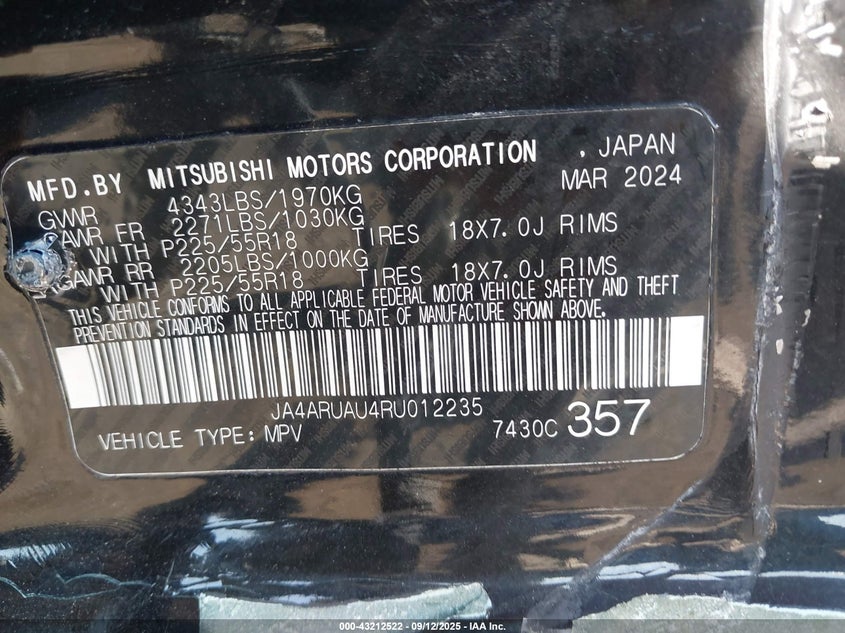 MFD.BY MITSUBISHI MOTORS CORPORATION , JAPAN
MAR 2024
GVWR 4343LBS/1970KG
GAWR FR 2271LBS/1030KG
WITH P225/55R18 TIRES 18X7.0J RIMS
GAWR RR 2205LBS/1000KG
WITH P225/55R18 TIRES 18X7.0J RIMS
THIS VEHICLE CONFORMS TO ALL APPLICABLE FEDERAL MOTOR VEHICLE SAFETY AND THEFT
PREVENTION STANDARDS IN EFFECT ON THE DATE OF MANUFACTURE SHOWN ABOVE.
JA4ARUAU4RU012235
VEHICLE TYPE: MPV 7430C 357
000-43212522 - 09/12/2025 - IAA Inc.